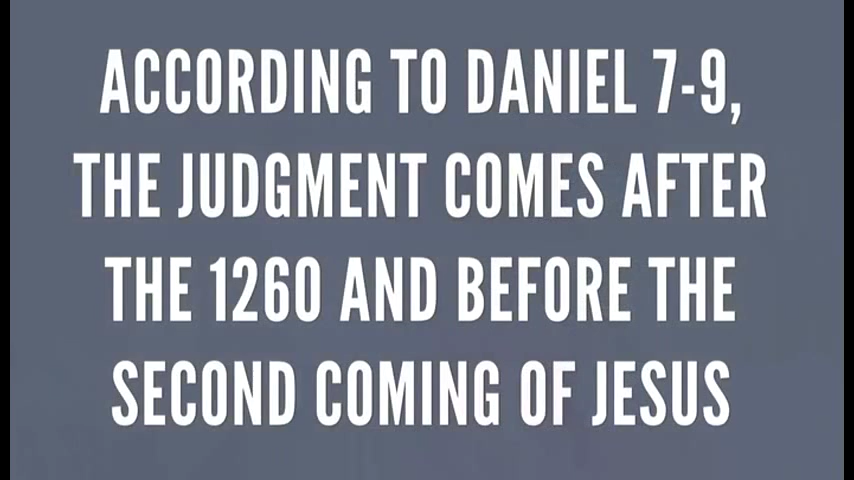 ACCORDING TO DANIEL 7-9,
THE JUDGMENT COMES AFTER
THE 1260 AND BEFORE THE
SECOND COMING OF JESUS